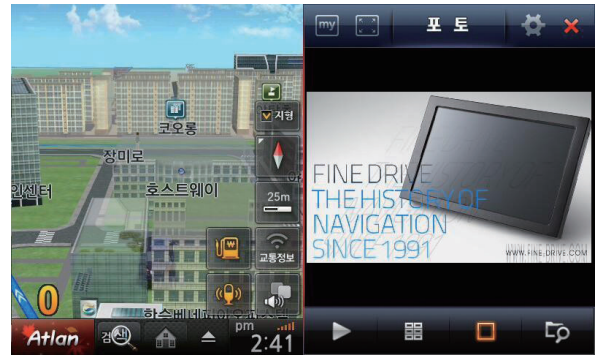 코오롱
지형
장미로
인센터
호스트웨이
25m
교통정보
0
Atlan
검색
pm
2:41
my
포토
FINE DRIVE
THE HISTORY OF
NAVIGATION
SINCE 1991
WWW.FINE-DRIVE.COM